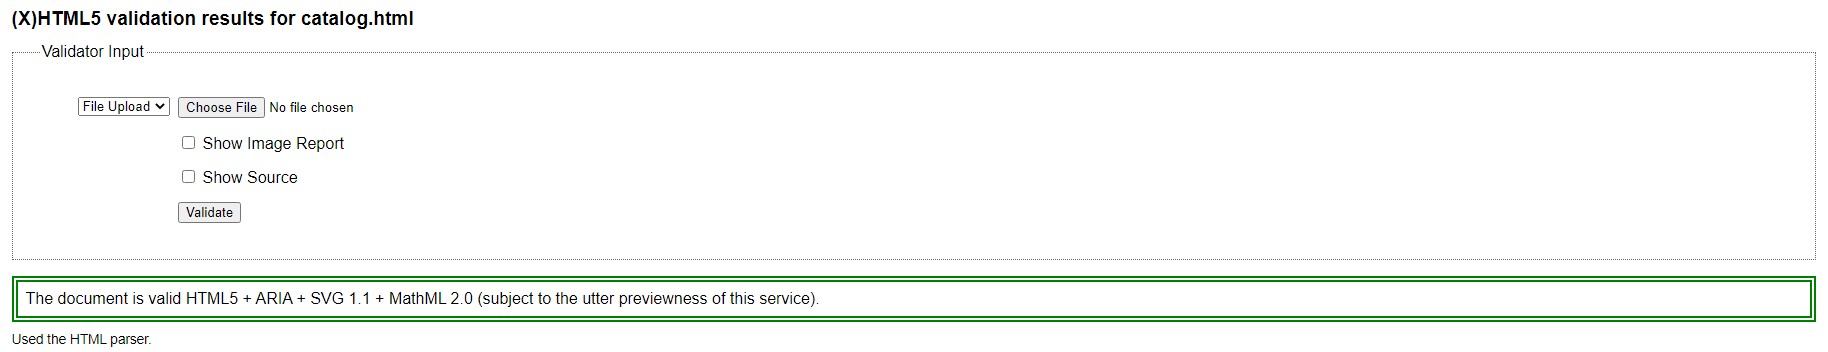 (X)HTML5 validation results for catalog.html
Validator Input
File Upload Choose File No file chosen
Show Image Report
Show Source
Validate
The document is valid HTML5 + ARIA + SVG 1.1 + MathML 2.0 (subject to the utter previewness of this service).
Used the HTML parser.